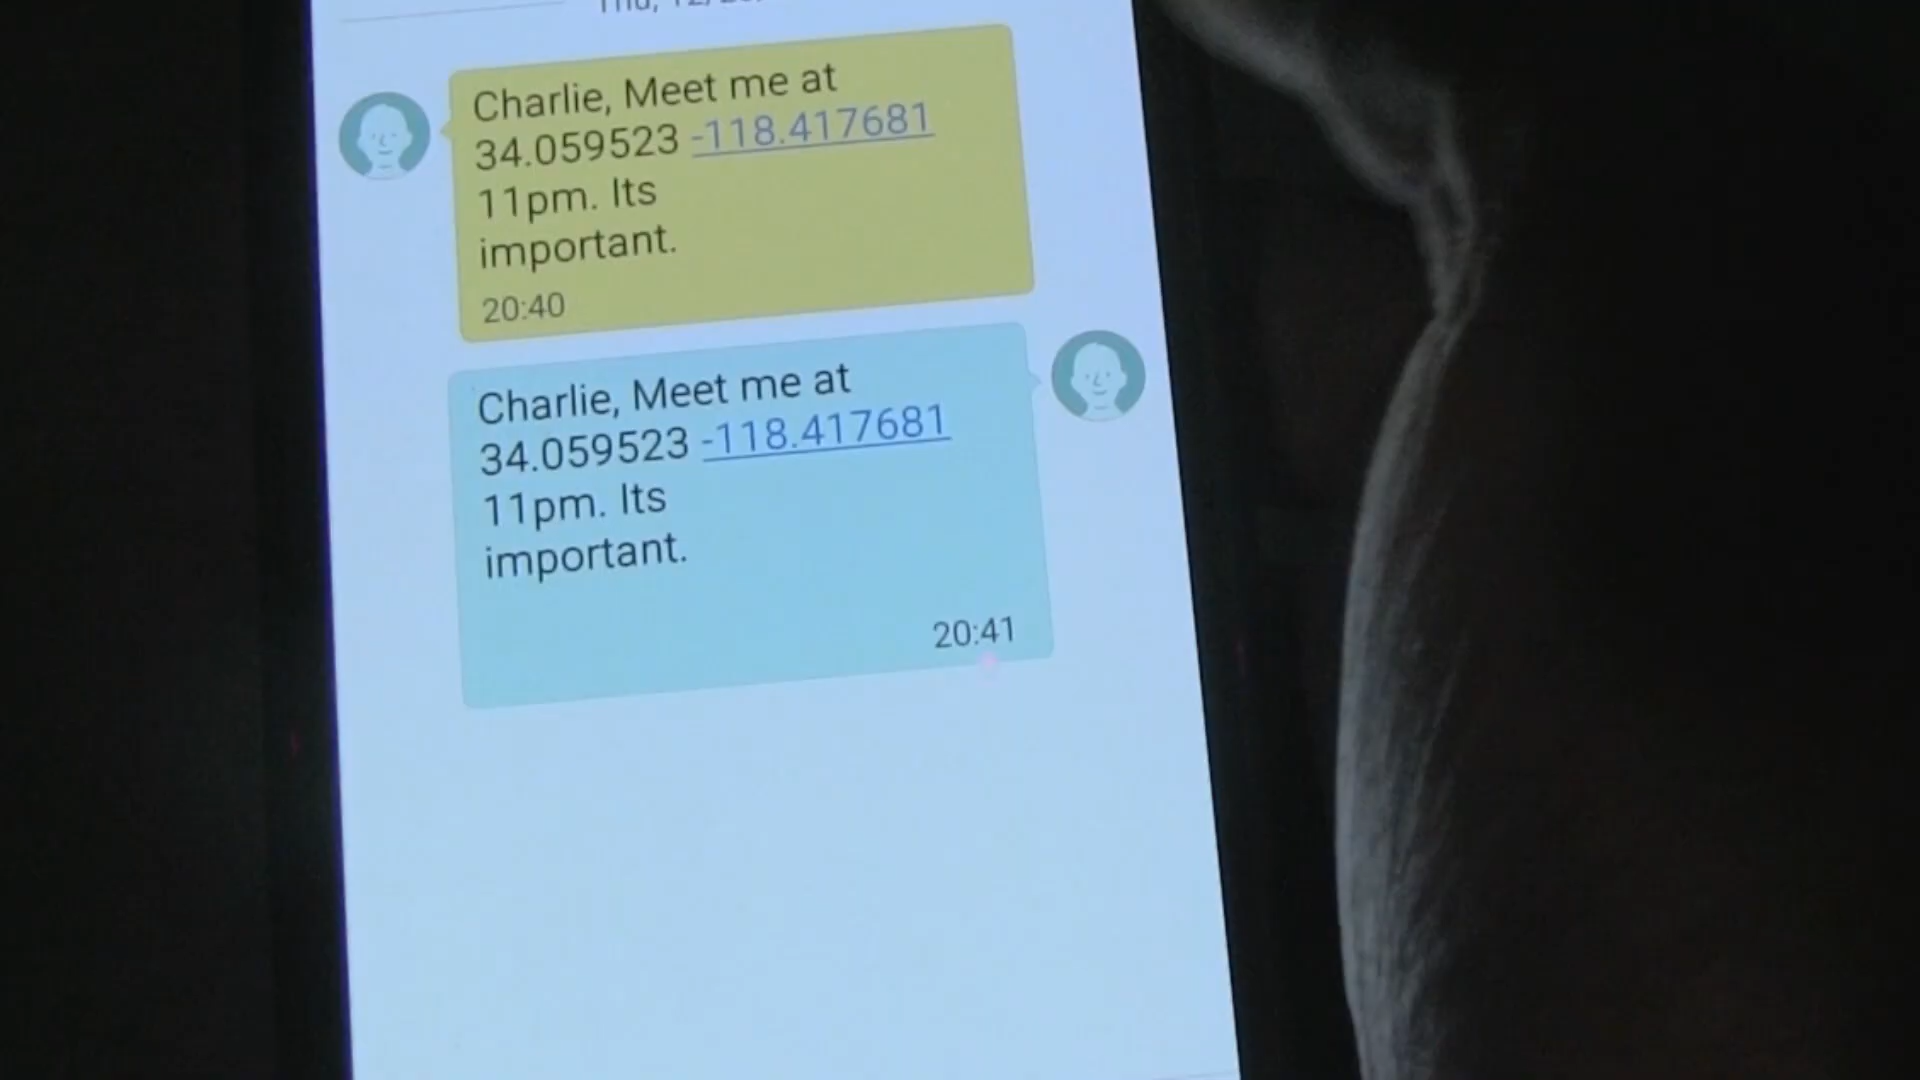 Charlie, Meet me at
34.059523 -118.417681
11pm. Its
important.
20:40
Charlie, Meet me at
34.059523 -118.417681
11pm. Its
important.
20:41